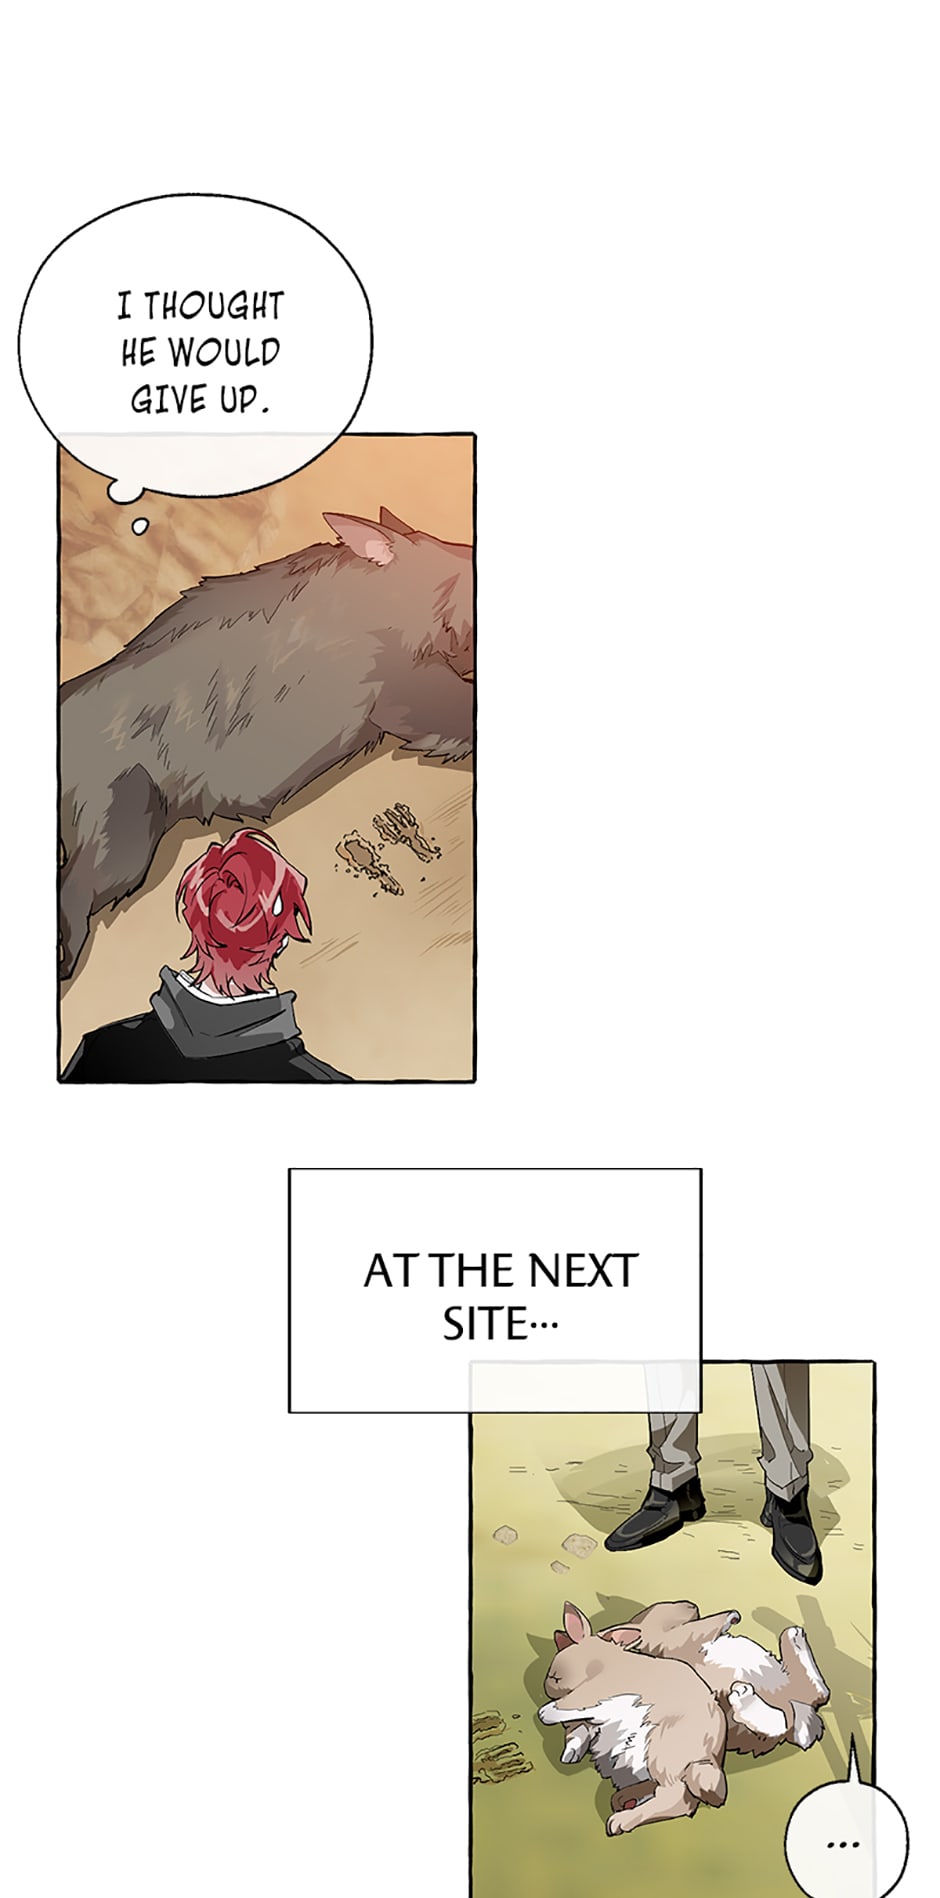 I THOUGHT
HE WOULD
GIVE UP.
AT THE NEXT
SITE...
...